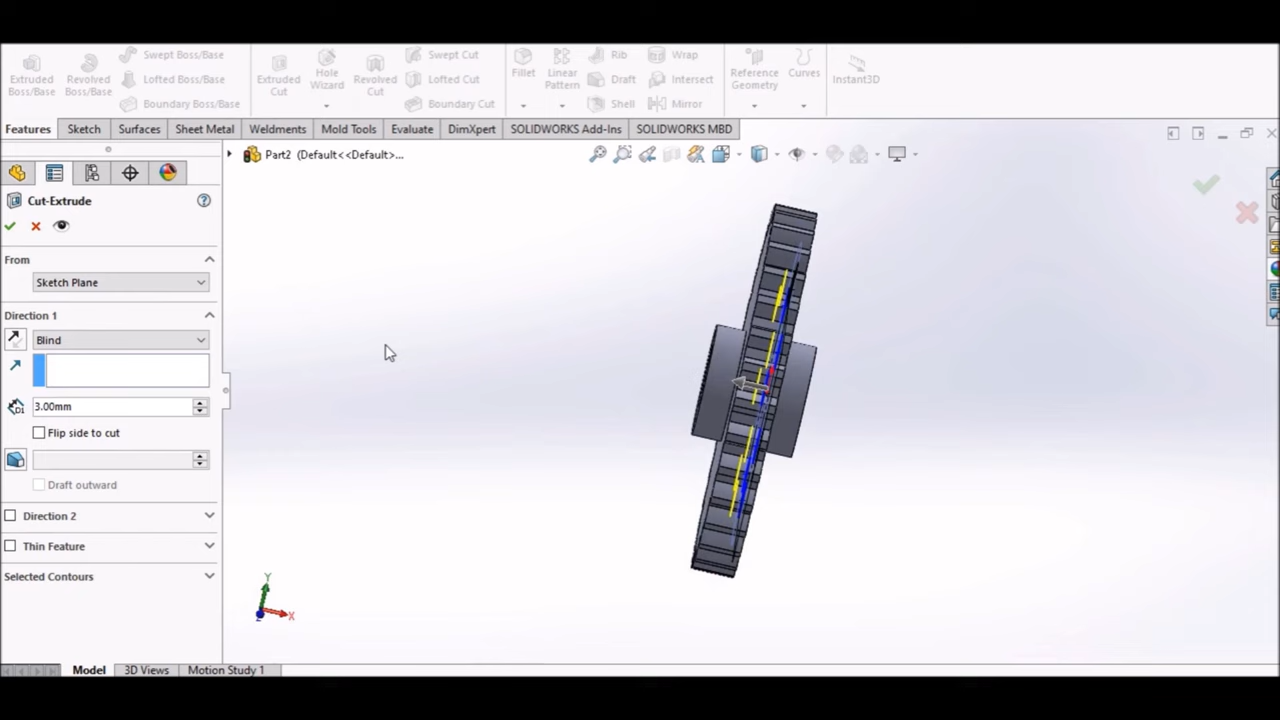 Extruded Boss/Base
Revolved Boss/Base
Swept Boss/Base
Lofted Boss/Base
Boundary Boss/Base
Extruded Cut
Hole Wizard
Revolved Cut
Swept Cut
Lofted Cut
Boundary Cut
Fillet
Linear Pattern
Rib
Draft
Shell
Wrap
Intersect
Mirror
Reference Geometry
Curves
Instant3D
Features Sketch Surfaces Sheet Metal Weldments Mold Tools Evaluate DimXpert SOLIDWORKS Add-Ins SOLIDWORKS MBD
Part2 (Default<<Default>...
Cut-Extrude
From
Sketch Plane
Direction 1
Blind
D1
3.00mm
Flip side to cut
Draft outward
Direction 2
Thin Feature
Selected Contours
Y
X
Z
Model 3D Views Motion Study 1